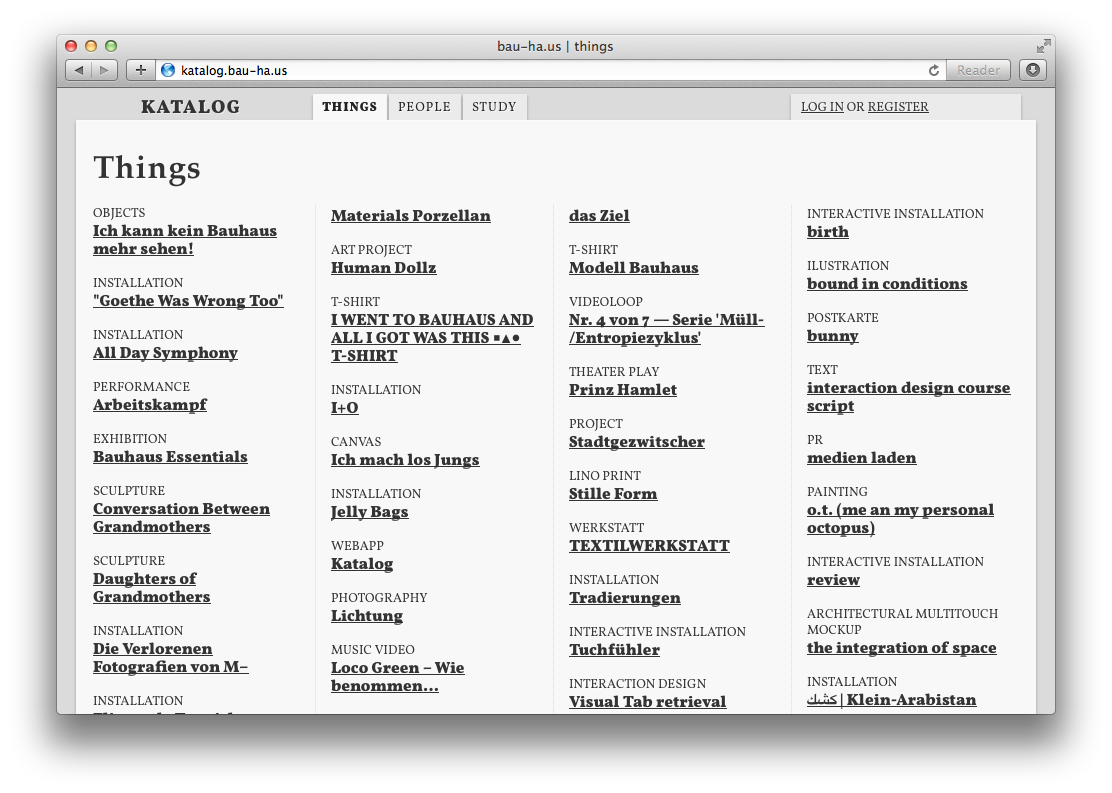 bau-ha.us | things
katalog.bau-ha.us
Reader
KATALOG
THINGS
PEOPLE
STUDY
LOG IN OR REGISTER
Things
OBJECTS
Ich kann kein Bauhaus
mehr sehen!
INSTALLATION
"Goethe Was Wrong Too"
INSTALLATION
All Day Symphony
PERFORMANCE
Arbeitskampf
EXHIBITION
Bauhaus Essentials
SCULPTURE
Conversation Between
Grandmothers
SCULPTURE
Daughters of
Grandmothers
INSTALLATION
Die Verlorenen
Fotografien von M–
INSTALLATION
Materials Porzellan
ART PROJECT
Human Dollz
T-SHIRT
I WENT TO BAUHAUS AND
ALL I GOT WAS THIS ▪▲●
T-SHIRT
INSTALLATION
I+O
CANVAS
Ich mach los Jungs
INSTALLATION
Jelly Bags
WEBAPP
Katalog
PHOTOGRAPHY
Lichtung
MUSIC VIDEO
Loco Green – Wie
benommen...
das Ziel
T-SHIRT
Modell Bauhaus
VIDEOLOOP
Nr. 4 von 7 — Serie 'Müll-
/Entropiezyklus'
THEATER PLAY
Prinz Hamlet
PROJECT
Stadtgezwitscher
LINO PRINT
Stille Form
WERKSTATT
TEXTILWERKSTATT
INSTALLATION
Tradierungen
INTERACTIVE INSTALLATION
Tuchfühler
INTERACTION DESIGN
Visual Tab retrieval
INTERACTIVE INSTALLATION
birth
ILUSTRATION
bound in conditions
POSTKARTE
bunny
TEXT
interaction design course
script
PR
medien laden
PAINTING
o.t. (me an my personal
octopus)
INTERACTIVE INSTALLATION
review
ARCHITECTURAL MULTITOUCH
MOCKUP
the integration of space
INSTALLATION
كشك | Klein-Arabistan